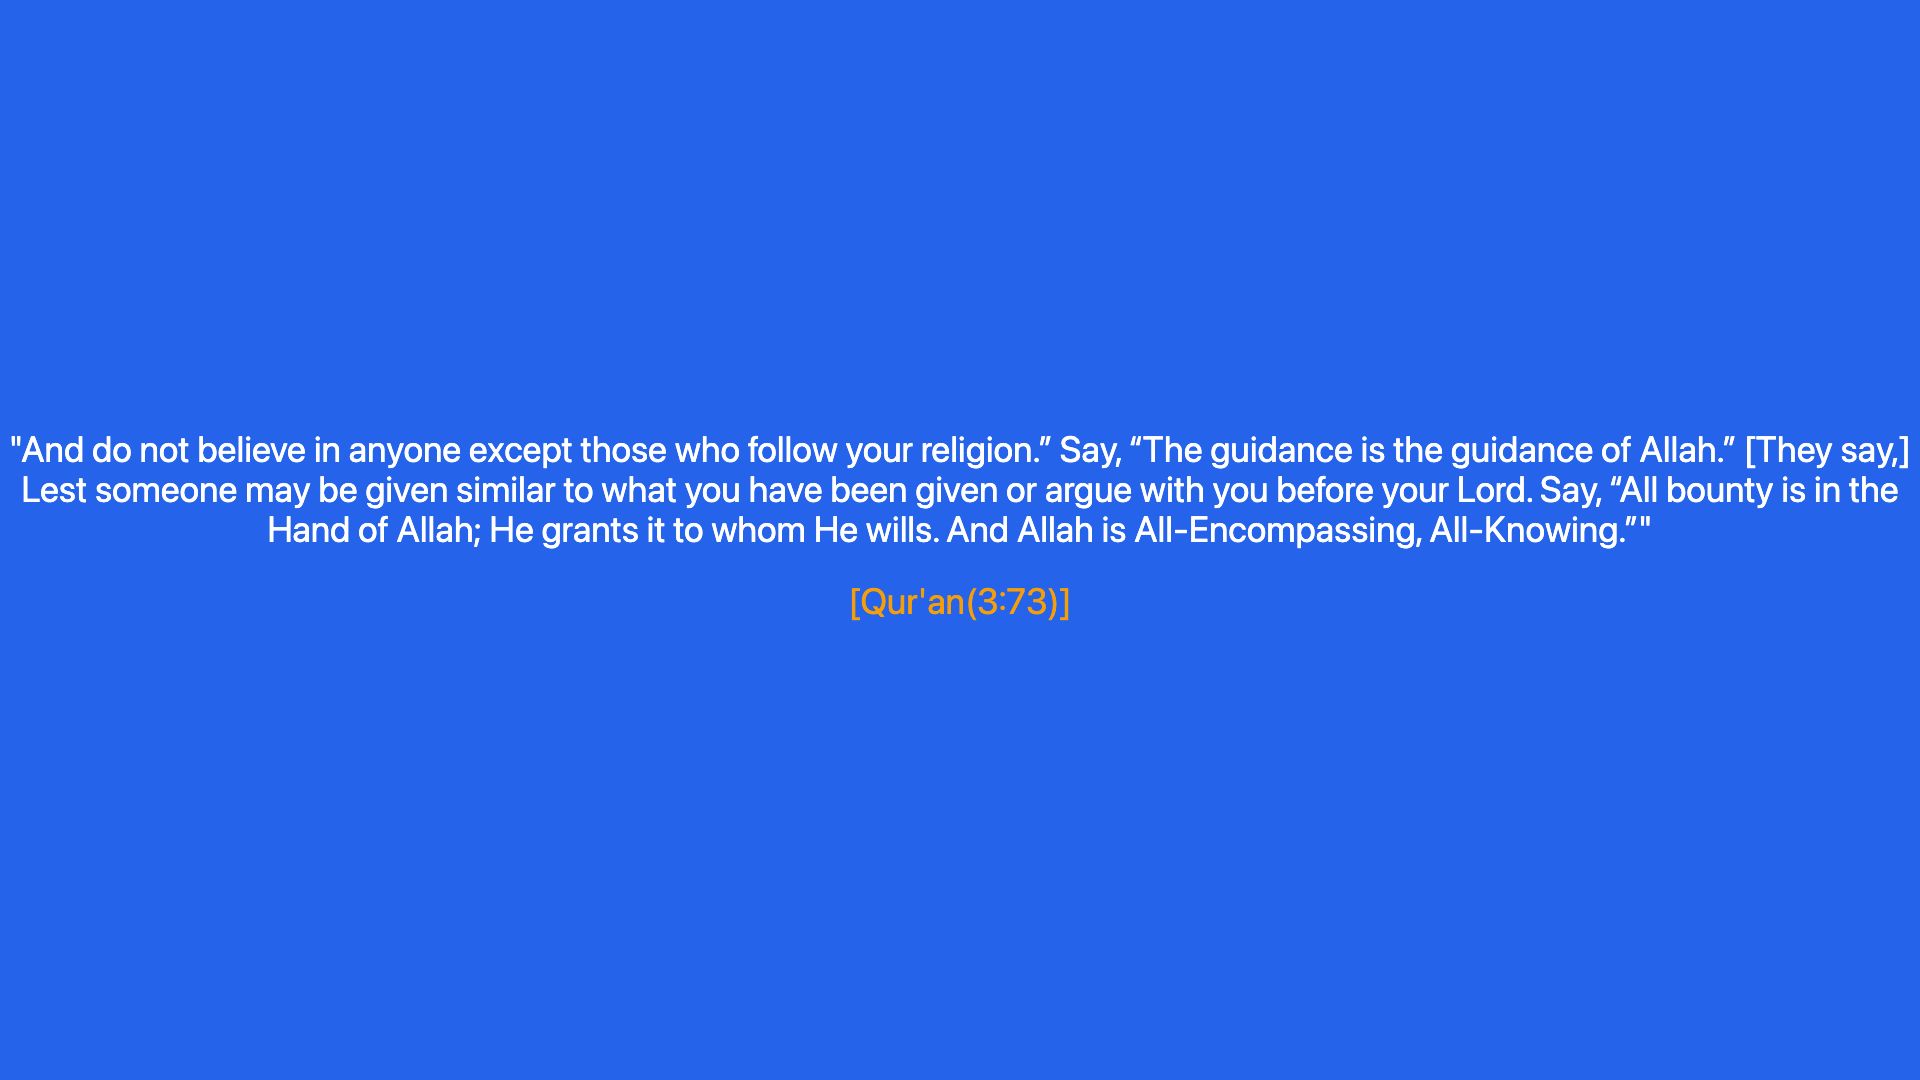 "And do not believe in anyone except those who follow your religion.” Say, “The guidance is the guidance of Allah.” [They say,]
Lest someone may be given similar to what you have been given or argue with you before your Lord. Say, “All bounty is in the
Hand of Allah; He grants it to whom He wills. And Allah is All-Encompassing, All-Knowing.”"
[Qur'an(3:73)]